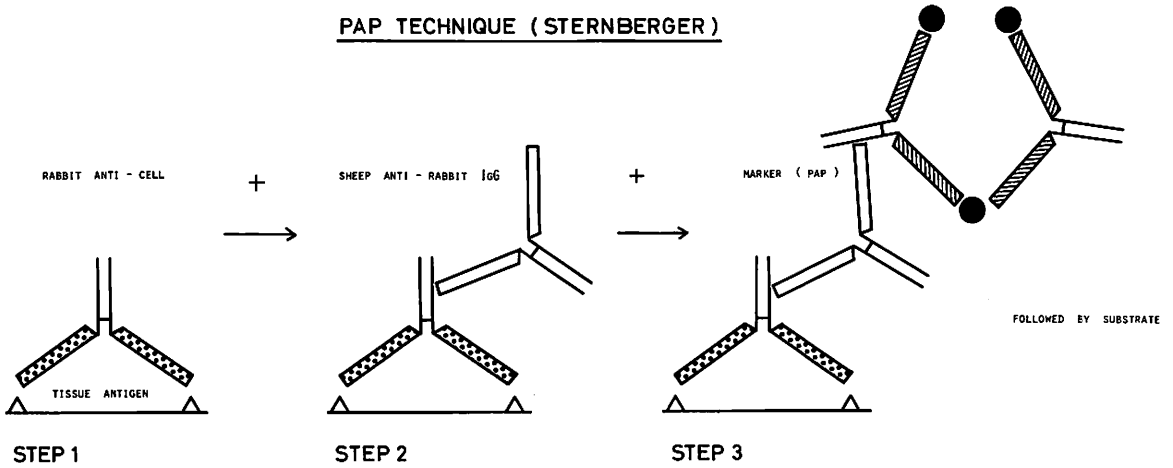 PAP TECHNIQUE ( STERNBERGER )
RABBIT ANTI - CELL
+
SHEEP ANTI - RABBIT IGG
+
MARKER ( PAP )
FOLLOWED BY SUBSTRATE
TISSUE ANTIGEN
STEP 1
STEP 2
STEP 3